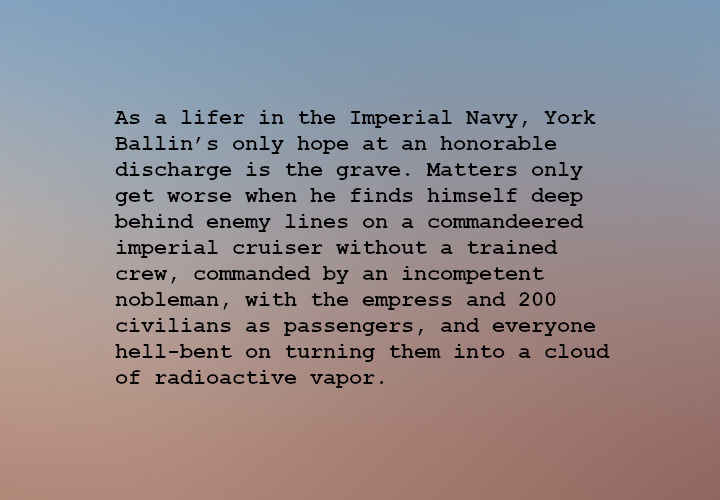 As a lifer in the Imperial Navy, York
Ballin’s only hope at an honorable
discharge is the grave. Matters only
get worse when he finds himself deep
behind enemy lines on a commandeered
imperial cruiser without a trained
crew, commanded by an incompetent
nobleman, with the empress and 200
civilians as passengers, and everyone
hell-bent on turning them into a cloud
of radioactive vapor.